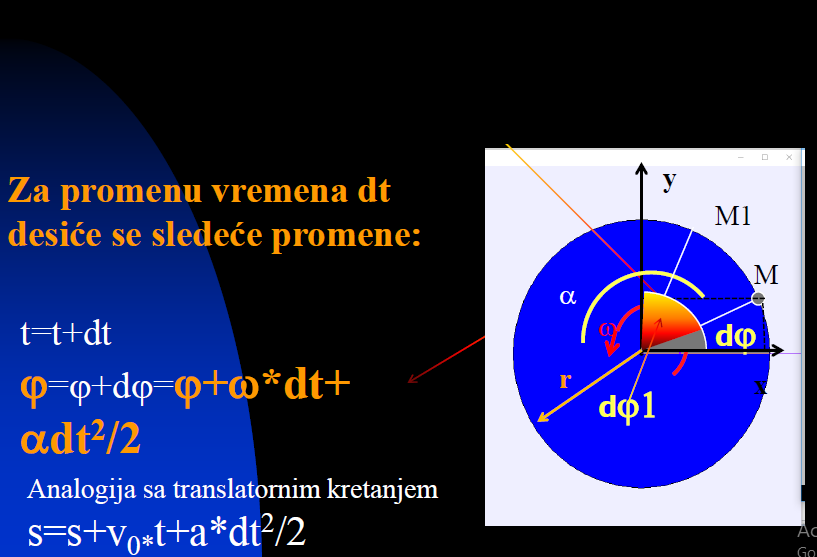 Za promenu vremena dt
desiće se sledeće promene:
t=t+dt
φ=φ+dφ=φ+ω*dt+
αdt²/2
Analogija sa translatornim kretanjem
s=s+v₀*t+a*dt²/2
y
M1
M
α
ω
dφ
r
x
dφ1
Ac
Go